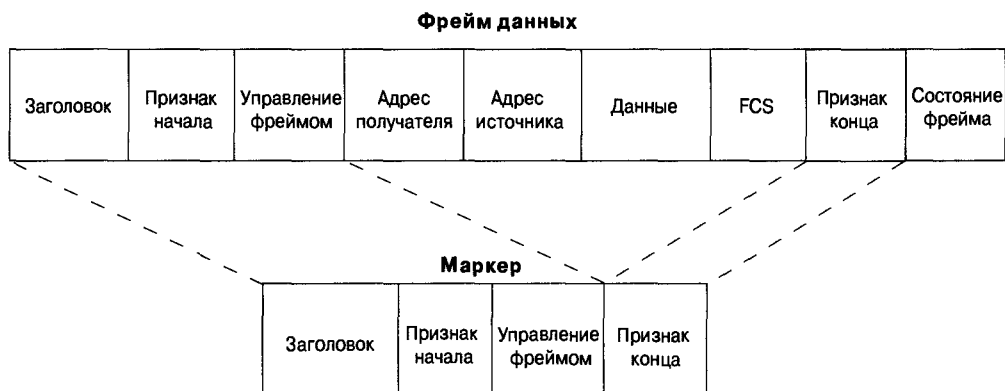 Фрейм данных
Заголовок
Признак
начала
Управление
фреймом
Адрес
получателя
Адрес
источника
Данные
FCS
Признак
конца
Состояние
фрейма
Маркер
Заголовок
Признак
начала
Управление
фреймом
Признак
конца